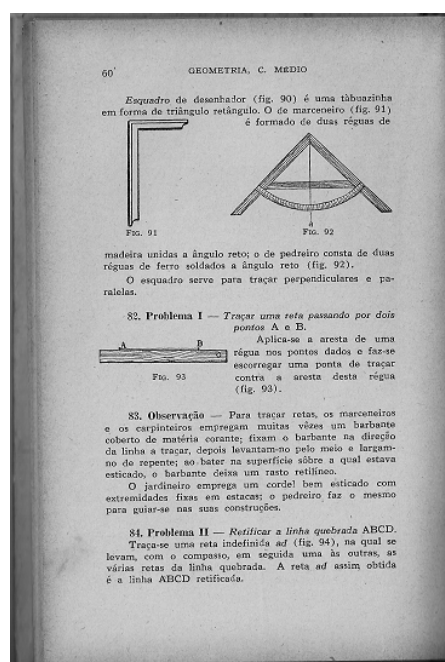 60
GEOMETRIA, C. MÉDIO
Esquadro de desenhador (fig. 90) é uma tàbuazinha
em forma de triângulo retângulo. O de marceneiro (fig. 91)
é formado de duas réguas de
FIG. 91
a
FIG. 92
madeira unidas a ângulo reto; o de pedreiro consta de duas
réguas de ferro soldados a ângulo reto (fig. 92).
O esquadro serve para traçar perpendiculares e pa-
ralelas.
82. Problema I — Traçar uma reta passando por dois
pontos A e B.
A B
FIG. 93
Aplica-se a aresta de uma
régua nos pontos dados e faz-se
escorregar uma ponta de traçar
contra a aresta desta régua
(fig. 93).
83. Observação — Para traçar retas, os marceneiros
e os carpinteiros empregam muitas vêzes um barbante
coberto de matéria corante; fixam o barbante na direção
da linha a traçar, depois levantam-no pelo meio e largam-
no de repente; ao bater na superfície sôbre a qual estava
esticado, o barbante deixa um rasto retilíneo.
O jardineiro emprega um cordel bem esticado com
extremidades fixas em estacas; o pedreiro faz o mesmo
para guiar-se nas suas construções.
84. Problema II — Retificar a linha quebrada ABCD.
Traça-se uma reta indefinida ad (fig. 94), na qual se
levam, com o compasso, em seguida uma às outras, as
várias retas da linha quebrada. A reta ad assim obtida
é a linha ABCD retificada.